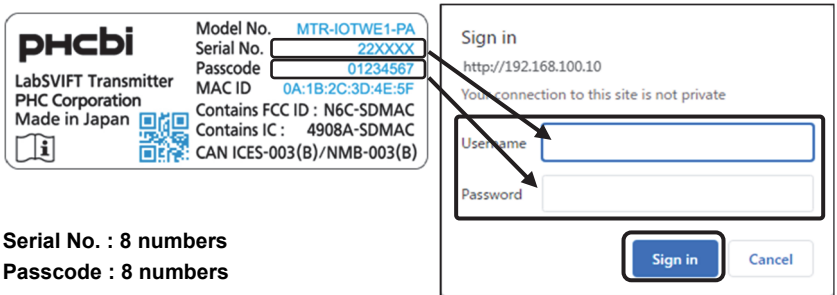 PHCbi
LabSVIFT Transmitter
PHC Corporation
Made in Japan
Model No. MTR-IOTWE1-PA
Serial No. 22XXXX
Passcode 01234567
MAC ID 0A:1B:2C:3D:4E:5F
Contains FCC ID : N6C-SDMAC
Contains IC : 4908A-SDMAC
CAN ICES-003(B)/NMB-003(B)
Serial No. : 8 numbers
Passcode : 8 numbers
Sign in
http://192.168.100.10
Your connection to this site is not private
Username
Password
Sign in Cancel